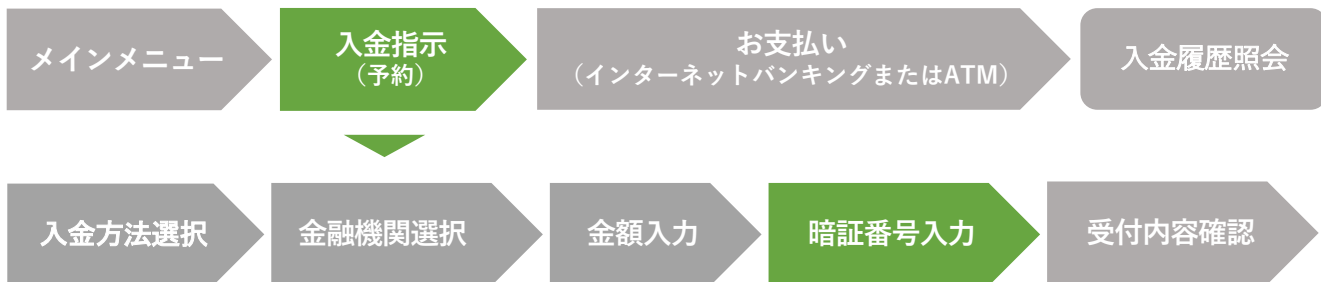 メインメニュー
入金指示
（予約）
お支払い
（インターネットバンキングまたはATM）
入金履歴照会
入金方法選択
金融機関選択
金額入力
暗証番号入力
受付内容確認